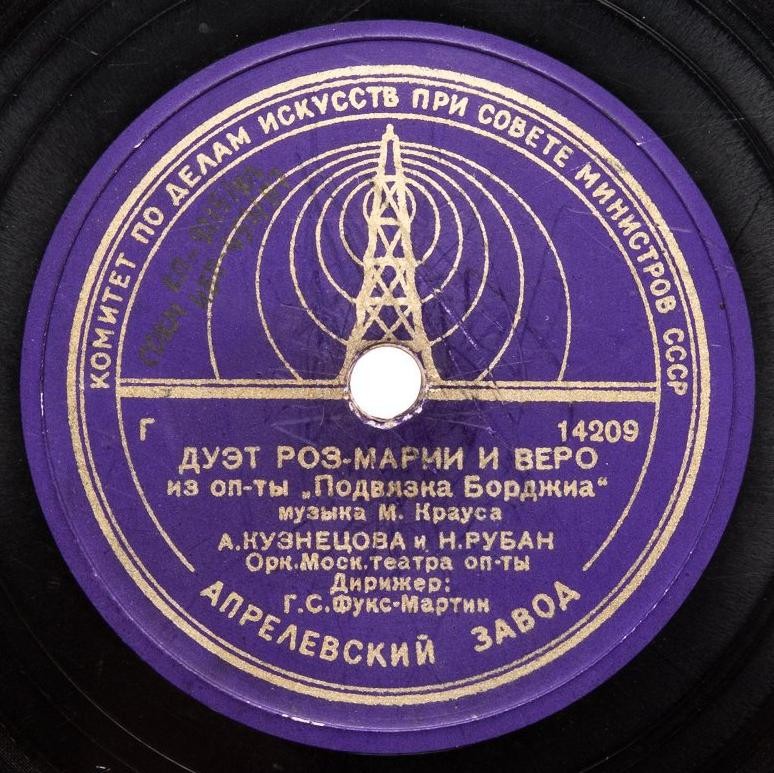 КОМИТЕТ ПО ДЕЛАМ ИСКУССТВ ПРИ СОВЕТЕ МИНИСТРОВ СССР
Г 14209
ДУЭТ РОЗ-МАРИИ И ВЕРО
из оп-ты „Подвязка Борджиа“
музыка М. Крауса
А.КУЗНЕЦОВА и Н.РУБАН
Орк.Моск.театра оп-ты
Дирижер:
Г.С.Фукс-Мартин
АПРЕЛЕВСКИЙ ЗАВОД